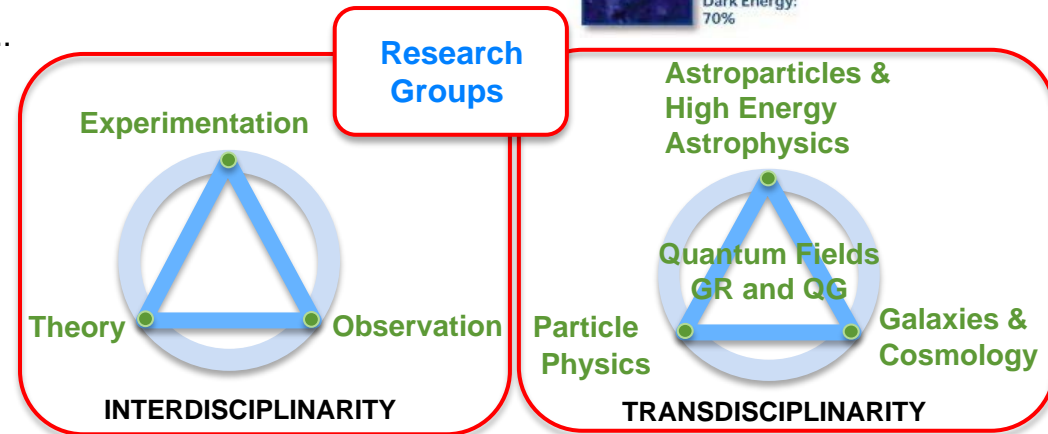 Dark Energy:
70%
..
Research
Groups
Experimentation
Theory
Observation
INTERDISCIPLINARITY
Astroparticles &
High Energy
Astrophysics
Quantum Fields
GR and QG
Particle
Physics
Galaxies &
Cosmology
TRANSDISCIPLINARITY